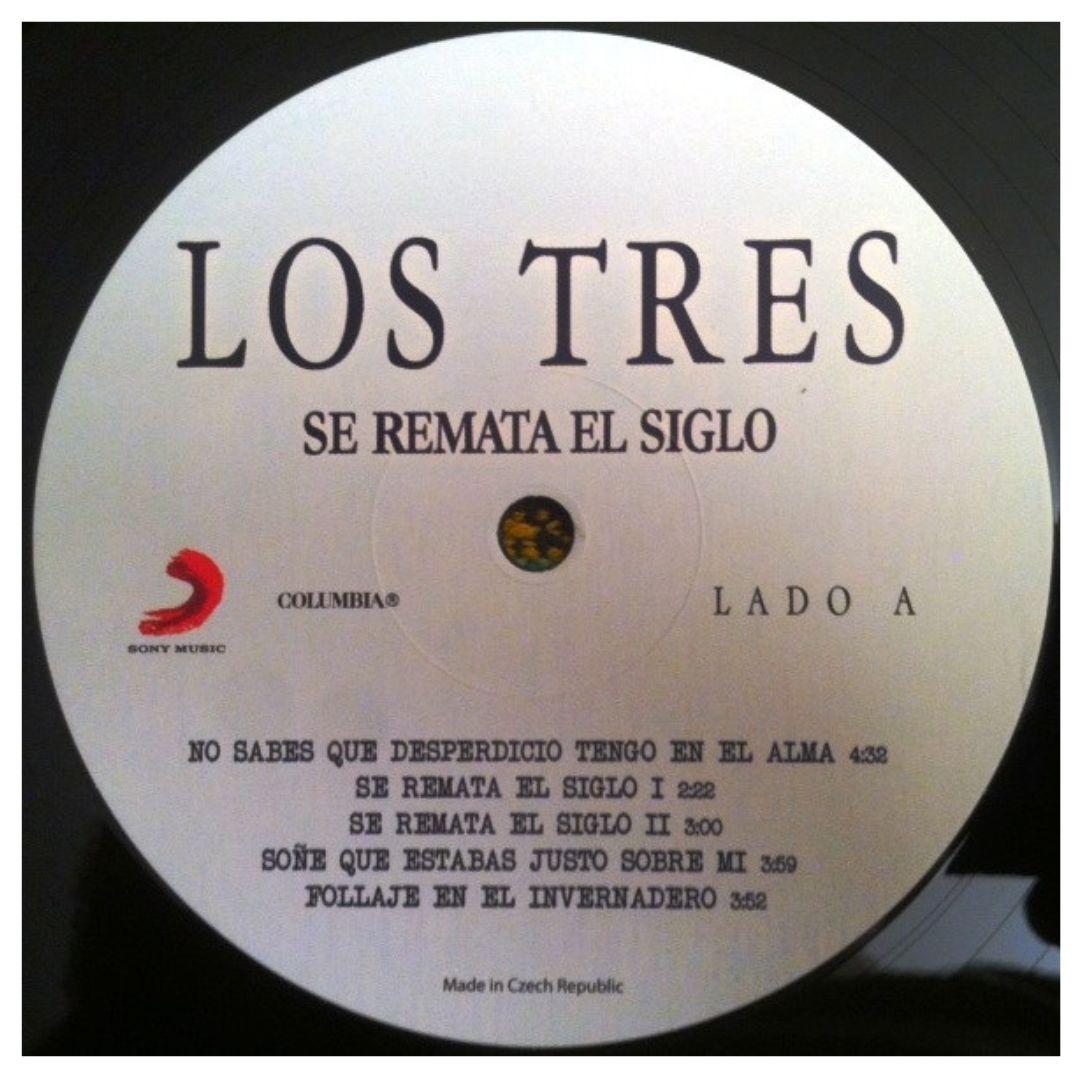 LOS TRES
SE REMATA EL SIGLO
SONY MUSIC
COLUMBIA®
LADO A
NO SABES QUE DESPERDICIO TENGO EN EL ALMA 4:32
SE REMATA EL SIGLO I 2:22
SE REMATA EL SIGLO II 3:00
SOÑE QUE ESTABAS JUSTO SOBRE MI 3:59
FOLLAJE EN EL INVERNADERO 3:52
Made in Czech Republic